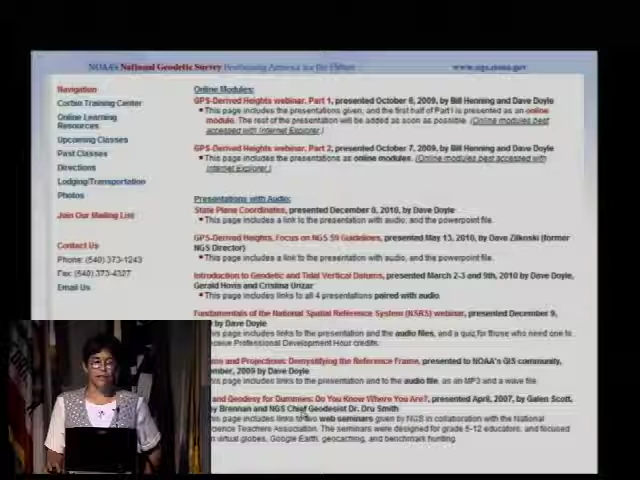 NOAA's National Geodetic Survey Positioning America for the Future
www.ngs.noaa.gov
Navigation
Corbin Training Center
Online Learning
Resources
Upcoming Classes
Past Classes
Directions
Lodging/Transportation
Photos
Join Our Mailing List
Contact Us
Phone: (540) 373-1243
Fax: (540) 373-4327
Email Us
Online Modules:
GPS-Derived Heights webinar, Part 1, presented October 6, 2009, by Bill Henning and Dave Doyle
This page includes the presentations given, and the first half of Part I is presented as an online
module. The rest of the presentation will be added as soon as possible. (Online modules best
accessed with Internet Explorer.)
GPS-Derived Heights webinar, Part 2, presented October 7, 2009, by Bill Henning and Dave Doyle
This page includes the presentations as online modules. (Online modules best accessed with
Internet Explorer.)
Presentations with Audio:
State Plane Coordinates, presented December 8, 2010, by Dave Doyle
This page includes a link to the presentation with audio, and the powerpoint file.
GPS-Derived Heights, Focus on NGS 59 Guidelines, presented May 13, 2010, by Dave Zilkoski (former
NGS Director)
This page includes a link to the presentation with audio, and the powerpoint file.
Introduction to Geodetic and Tidal Vertical Datums, presented March 2-3 and 9th, 2010 by Dave Doyle,
Gerald Hovis and Cristina Urizar
This page includes links to all 4 presentations paired with audio.
Fundamentals of the National Spatial Reference System (NSRS) webinar, presented December 9,
by Dave Doyle
page includes links to the presentation and the audio files, and a quiz for those who need one to
receive Professional Development Hour credits.
and Projections: Demystifying the Reference Frame, presented to NOAA's GIS community,
2009 by Dave Doyle
page includes links to the presentation and to the audio file, as an MP3 and a wave file.
and Geodesy for Dummies: Do You Know Where You Are?, presented April, 2007, by Galen Scott,
Brennan and NGS Chief Geodesist Dr. Dru Smith
page includes links to two web seminars given by NGS in collaboration with the National
Teachers Association. The seminars were designed for grade 5-12 educators, and focused
virtual globes, Google Earth, geocaching, and benchmark hunting.